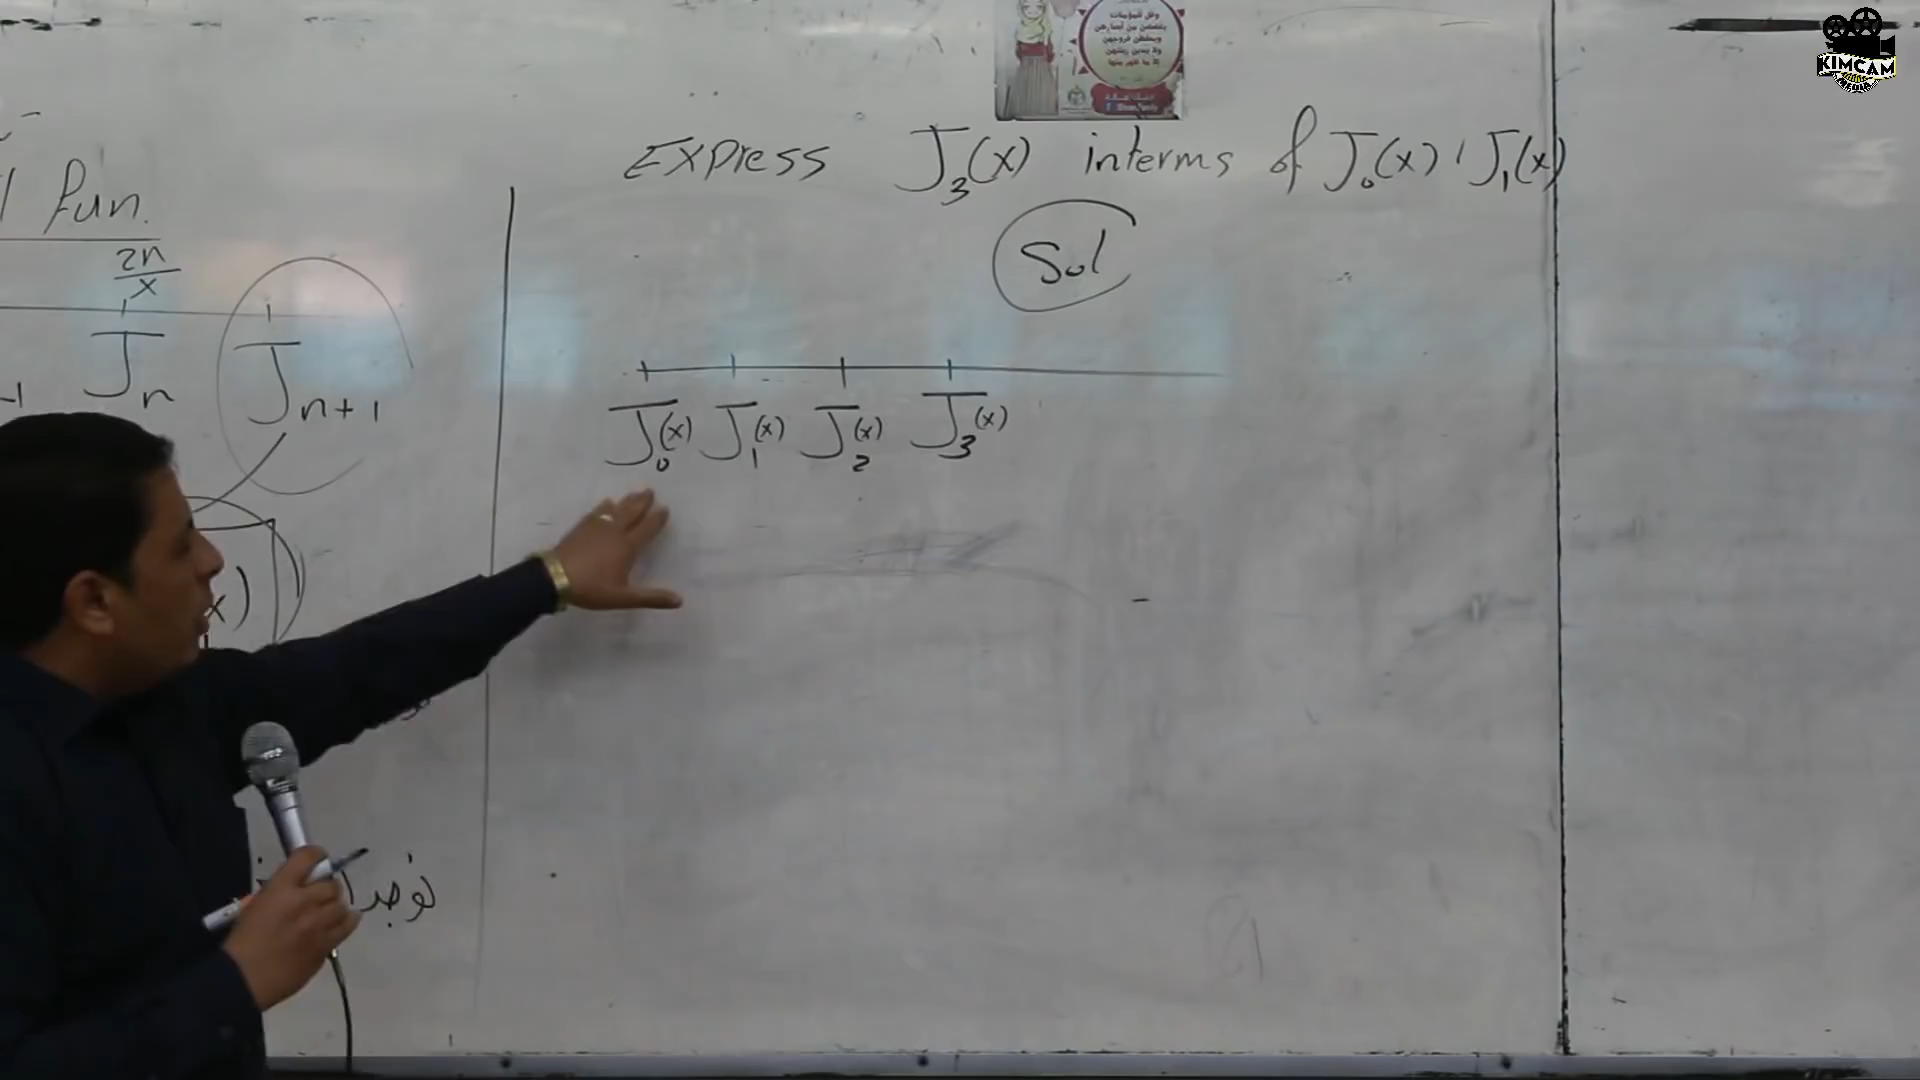 KIMCAM
Express J₃(x) interms of J₀(x) , J₁(x)
Sol
J₀(x) J₁(x) J₂(x) J₃(x)
fun.
2n/x
Jₙ Jₙ₊₁
x)